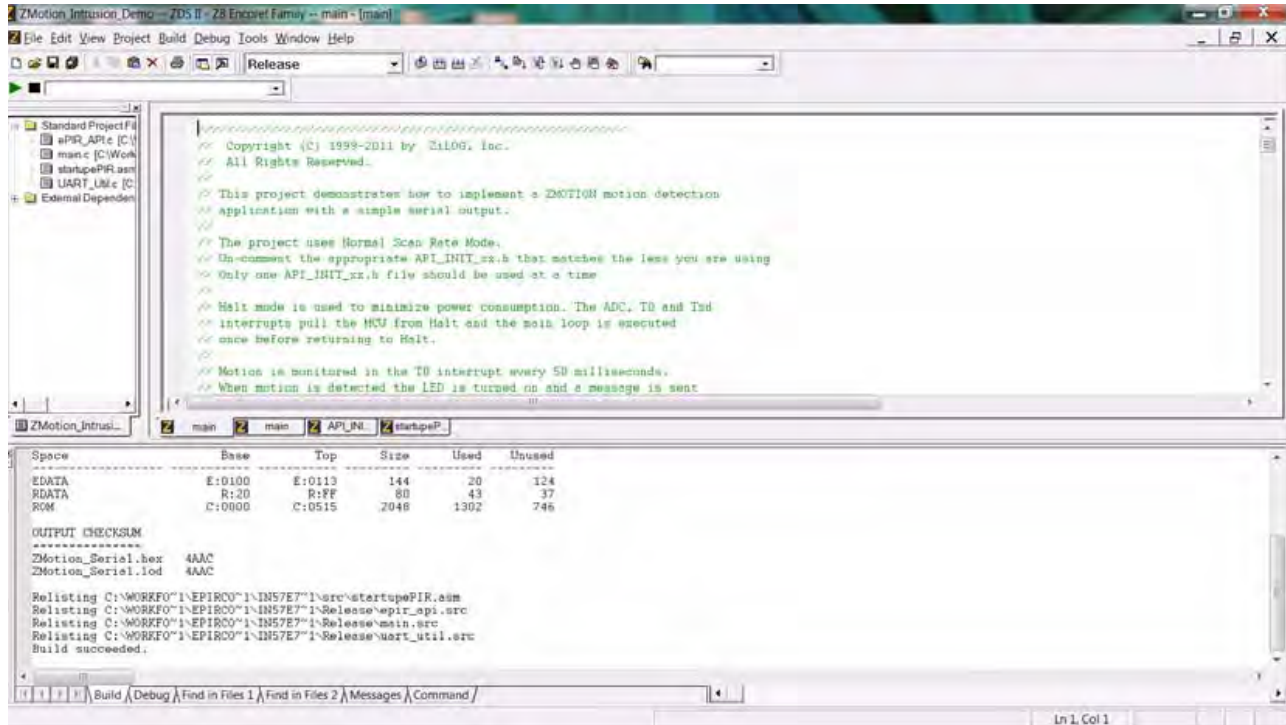 ZMotion_Intrusion_Demo -- ZDS II - Z8 Encore! Family -- main - [main]
File Edit View Project Build Debug Tools Window Help
Release
Standard Project Fil
ePIR_API.c [C:\
main.c [C:\Work
startupePIR.asm
UART_Util.c [C:
External Dependen
ZMotion_Intrusi...
// Copyright (C) 1999-2011 by ZiLOG, Inc.
// All Rights Reserved.
//
// This project demonstrates how to implement a ZMOTION motion detection
// application with a simple serial output.
//
// The project uses Normal Scan Rate Mode.
// Un-comment the appropriate API_INIT_xx.h that matches the lens you are using
// Only one API_INIT_xx.h file should be used at a time
//
// Halt mode is used to minimize power consumption. The ADC, T0 and Txd
// interrupts pull the MCU from Halt and the main loop is executed
// once before returning to Halt.
//
// Motion is monitored in the T0 interrupt every 50 milliseconds.
// When motion is detected the LED is turned on and a message is sent
main main API_INI... startupeP...
Space Base Top Size Used Unused
EDATA E:0100 E:0113 144 20 124
RDATA R:20 R:FF 80 43 37
ROM C:0000 C:0515 2048 1302 746
OUTPUT CHECKSUM
ZMotion_Serial.hex 4AAC
ZMotion_Serial.lod 4AAC
Relisting C:\WORKFO~1\EPIRCO~1\IN57E7~1\src\startupePIR.asm
Relisting C:\WORKFO~1\EPIRCO~1\IN57E7~1\Release\epir_api.src
Relisting C:\WORKFO~1\EPIRCO~1\IN57E7~1\Release\main.src
Relisting C:\WORKFO~1\EPIRCO~1\IN57E7~1\Release\uart_util.src
Build succeeded.
Build Debug Find in Files 1 Find in Files 2 Messages Command
Ln 1, Col 1